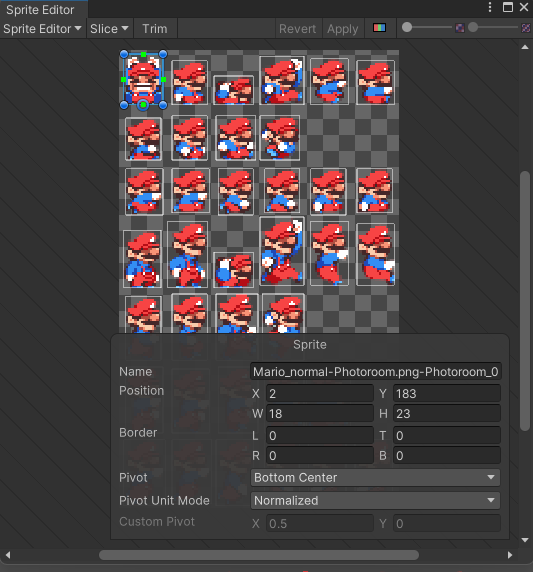 Sprite Editor
Sprite Editor Slice Trim Revert Apply
Sprite
Name Mario_normal-Photoroom.png-Photoroom_0
Position X 2 Y 183
W 18 H 23
Border L 0 T 0
R 0 B 0
Pivot Bottom Center
Pivot Unit Mode Normalized
Custom Pivot X 0.5 Y 0